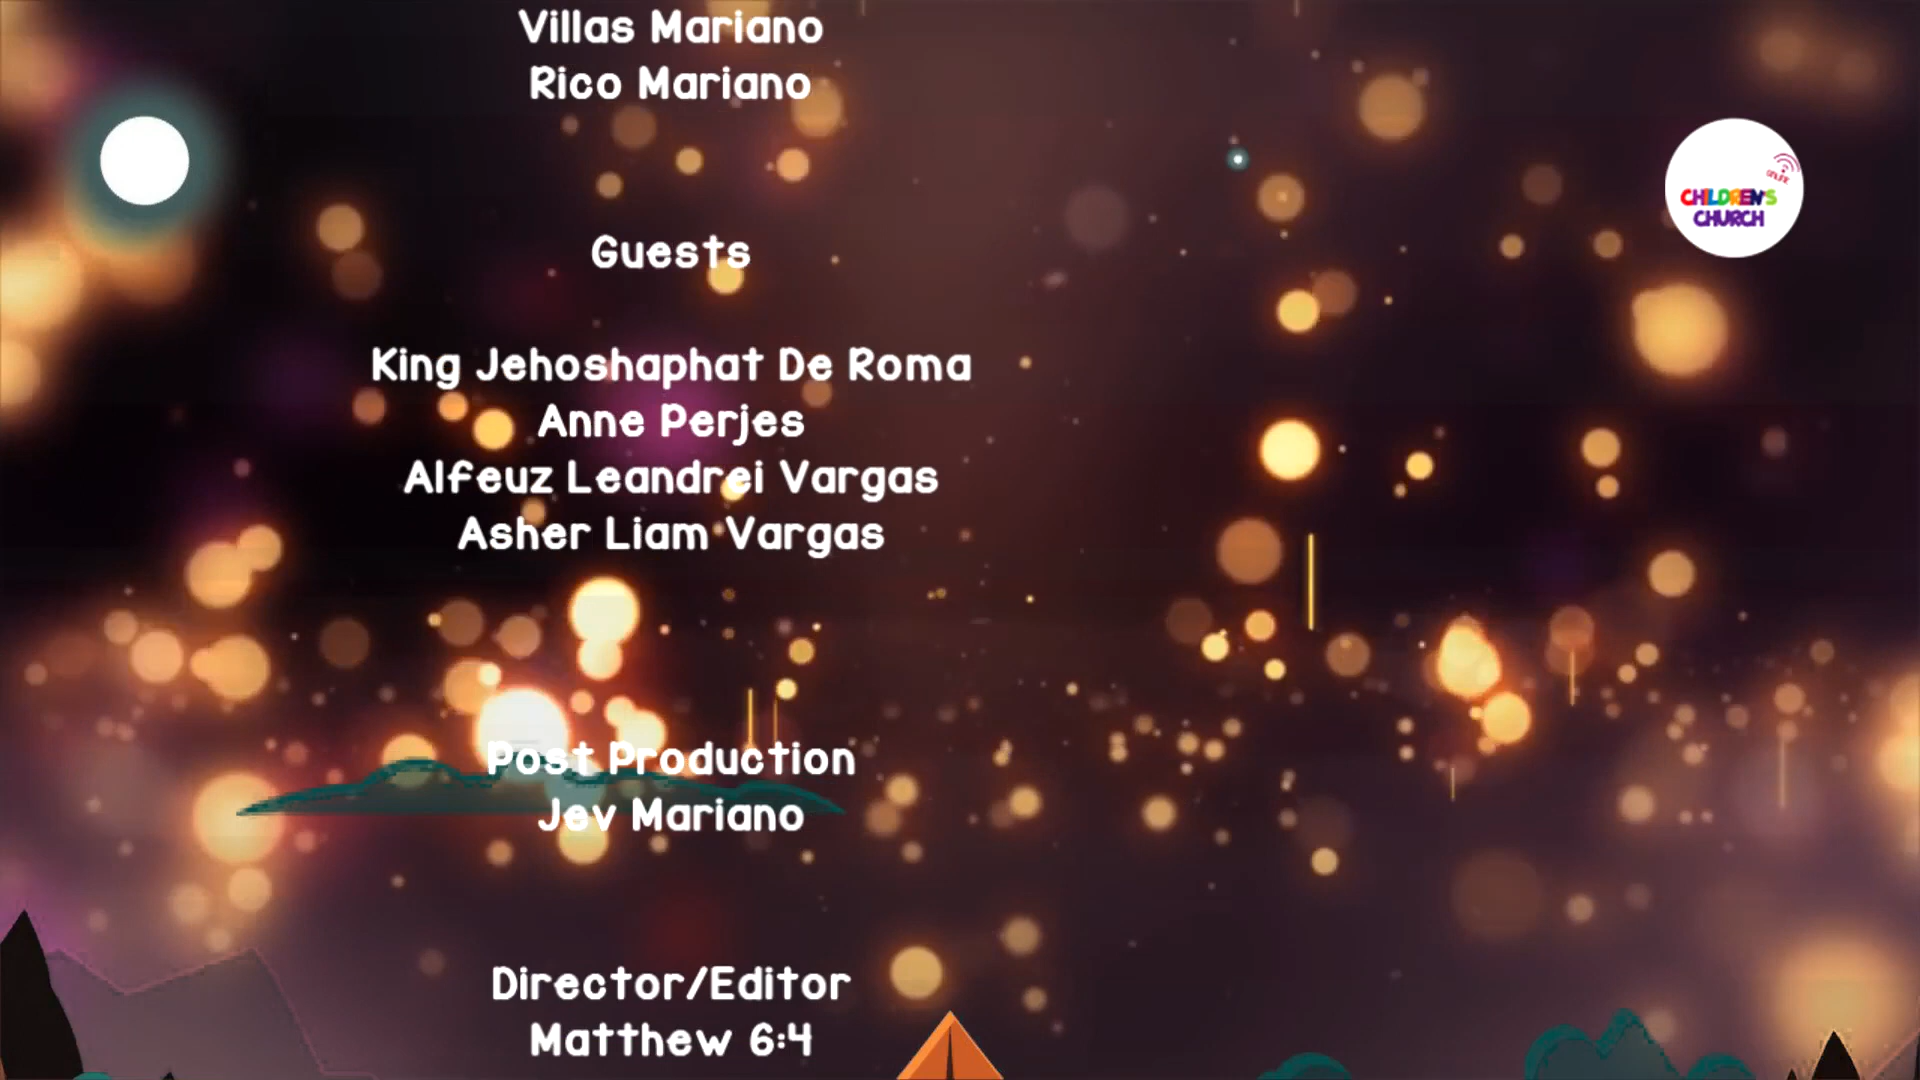 Villas Mariano
Rico Mariano
Guests
King Jehoshaphat De Roma
Anne Perjes
Alfeuz Leandrei Vargas
Asher Liam Vargas
Post Production
Jev Mariano
Director/Editor
Matthew 6:4
ONLINE
CHILDREN'S
CHURCH